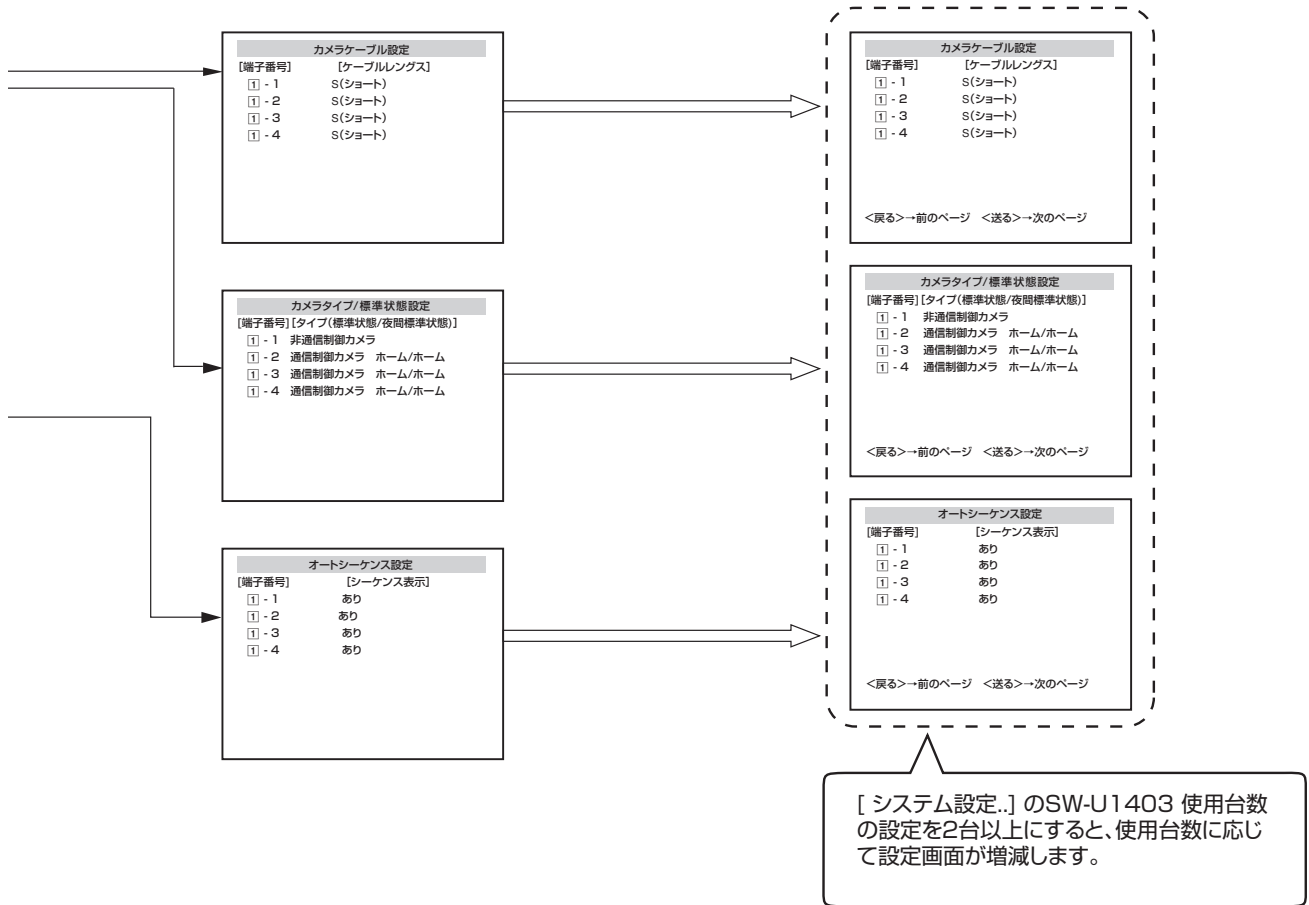 カメラケーブル設定
[端子番号] [ケーブルレングス]
1 - 1 S(ショート)
1 - 2 S(ショート)
1 - 3 S(ショート)
1 - 4 S(ショート)
カメラケーブル設定
[端子番号] [ケーブルレングス]
1 - 1 S(ショート)
1 - 2 S(ショート)
1 - 3 S(ショート)
1 - 4 S(ショート)
<戻る>→前のページ <送る>→次のページ
カメラタイプ/標準状態設定
[端子番号] [タイプ(標準状態/夜間標準状態)]
1 - 1 非通信制御カメラ
1 - 2 通信制御カメラ ホーム/ホーム
1 - 3 通信制御カメラ ホーム/ホーム
1 - 4 通信制御カメラ ホーム/ホーム
カメラタイプ/標準状態設定
[端子番号] [タイプ(標準状態/夜間標準状態)]
1 - 1 非通信制御カメラ
1 - 2 通信制御カメラ ホーム/ホーム
1 - 3 通信制御カメラ ホーム/ホーム
1 - 4 通信制御カメラ ホーム/ホーム
<戻る>→前のページ <送る>→次のページ
オートシーケンス設定
[端子番号] [シーケンス表示]
1 - 1 あり
1 - 2 あり
1 - 3 あり
1 - 4 あり
オートシーケンス設定
[端子番号] [シーケンス表示]
1 - 1 あり
1 - 2 あり
1 - 3 あり
1 - 4 あり
<戻る>→前のページ <送る>→次のページ
[ システム設定..] のSW-U1403 使用台数
の設定を2台以上にすると、使用台数に応じ
て設定画面が増減します。